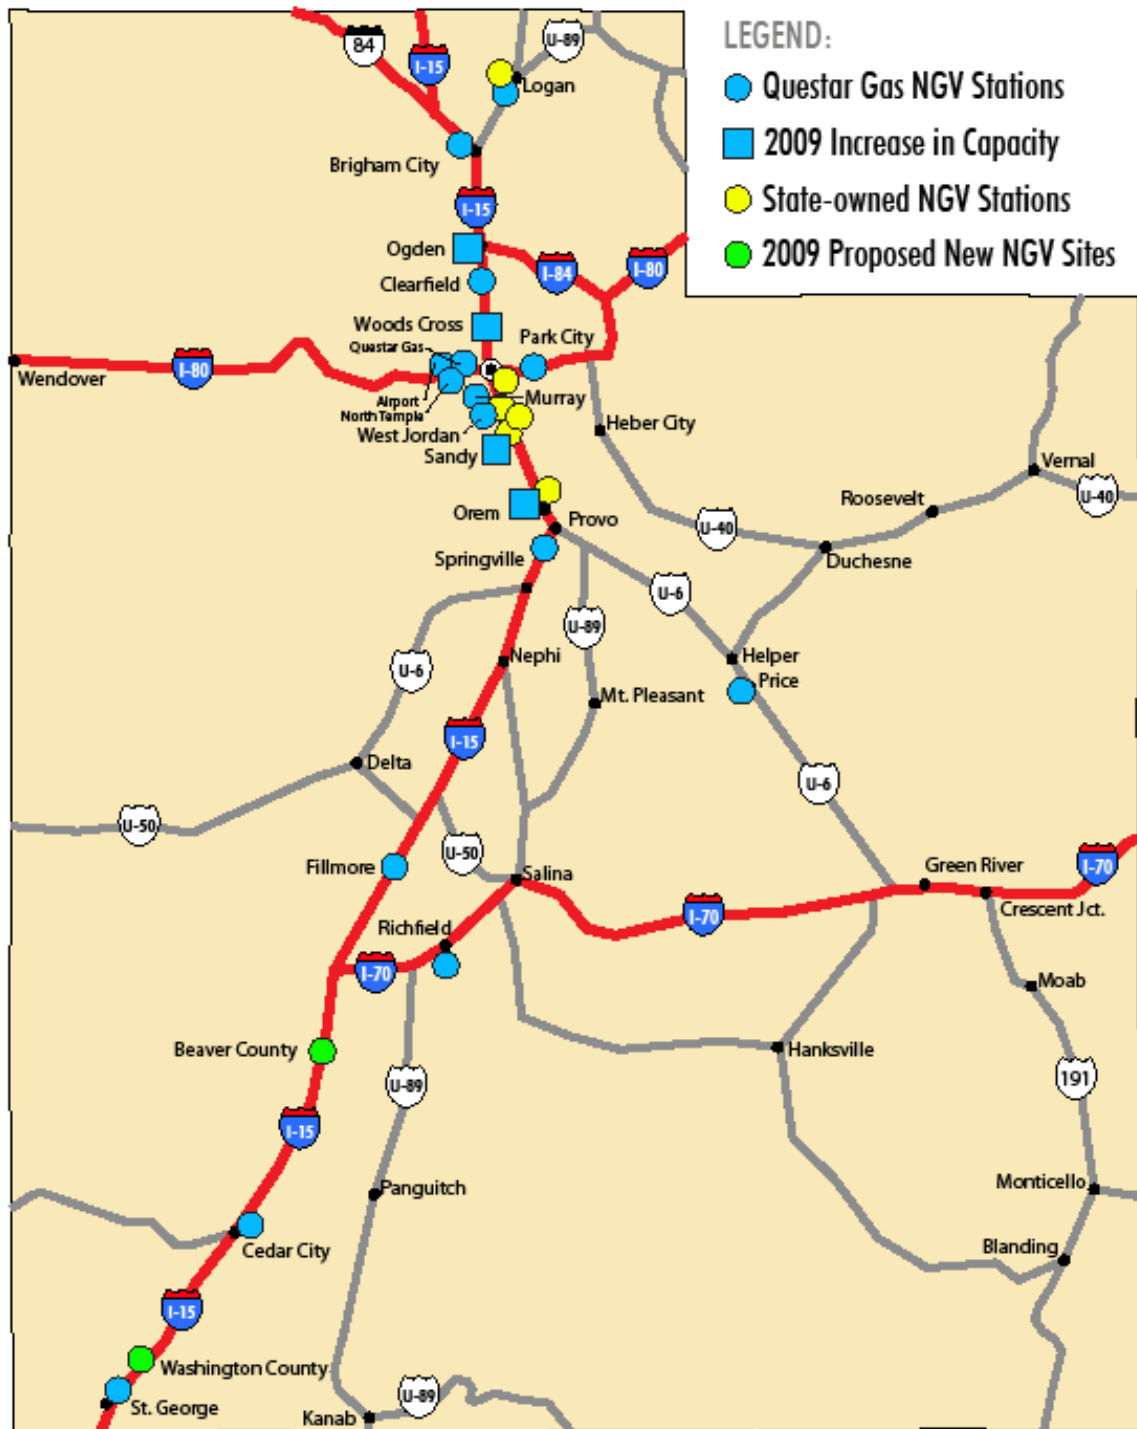 LEGEND:
Questar Gas NGV Stations
2009 Increase in Capacity
State-owned NGV Stations
2009 Proposed New NGV Sites
84
I-15
U-89
Logan
Brigham City
I-15
Ogden
I-84
I-80
Clearfield
Woods Cross
Park City
Questar Gas
Wendover
I-80
Airport
North Temple
Murray
West Jordan
Heber City
Sandy
Vernal
U-40
Roosevelt
Orem
Provo
U-40
Springville
Duchesne
U-6
U-89
Nephi
Helper
U-6
Price
Mt. Pleasant
I-15
Delta
U-6
U-50
U-50
Fillmore
Salina
Green River
I-70
Crescent Jct.
I-70
Richfield
I-70
Moab
Beaver County
Hanksville
U-89
191
I-15
Panguitch
Monticello
Cedar City
Blanding
I-15
Washington County
U-89
St. George
Kanab